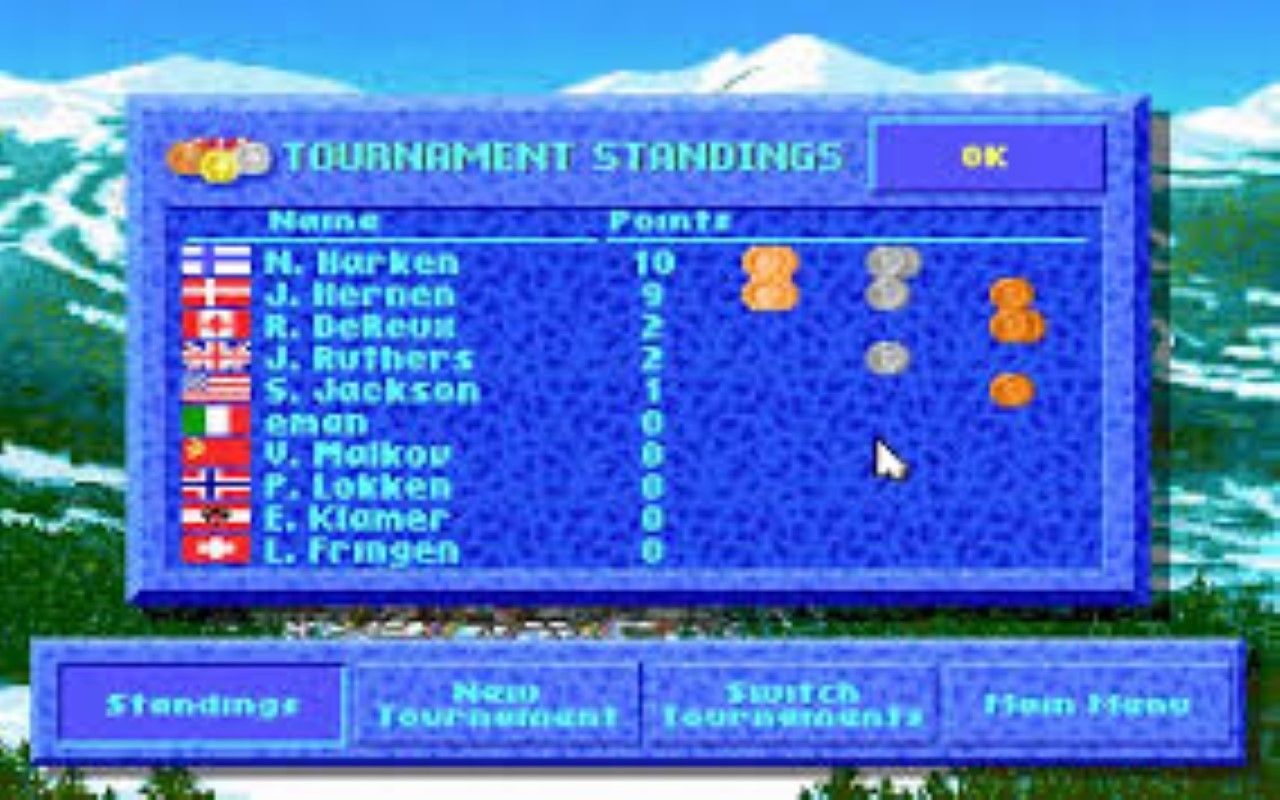 TOURNAMENT STANDINGS OK
Name Points
N. Harken 10
J. Hernen 9
R. DeReux 2
J. Ruthers 2
S. Jackson 1
eman 0
V. Malkov 0
P. Lokken 0
E. Klamer 0
L. Fringen 0
Standings
New
Tournament
Switch
Tournaments
Main Menu